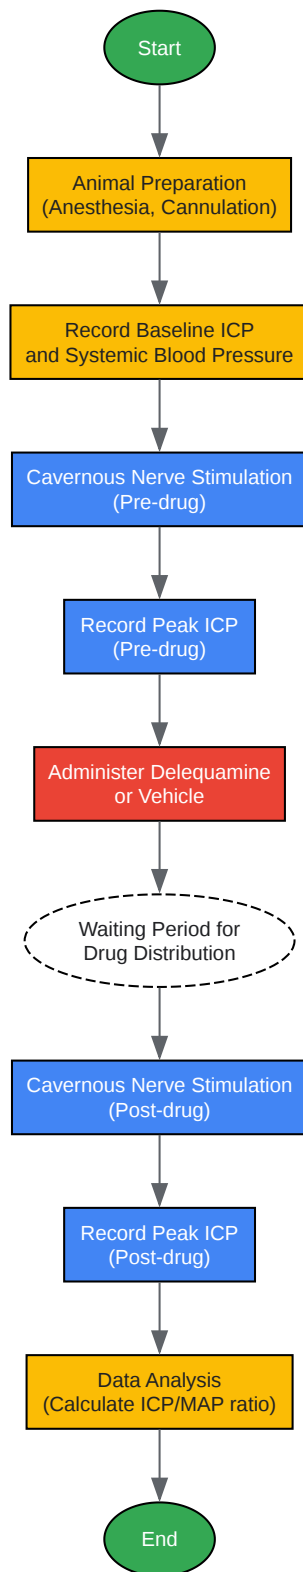 Start
Animal Preparation
(Anesthesia, Cannulation)
Record Baseline ICP
and Systemic Blood Pressure
Cavernous Nerve Stimulation
(Pre-drug)
Record Peak ICP
(Pre-drug)
Administer Delequamine
or Vehicle
Waiting Period for
Drug Distribution
Cavernous Nerve Stimulation
(Post-drug)
Record Peak ICP
(Post-drug)
Data Analysis
(Calculate ICP/MAP ratio)
End